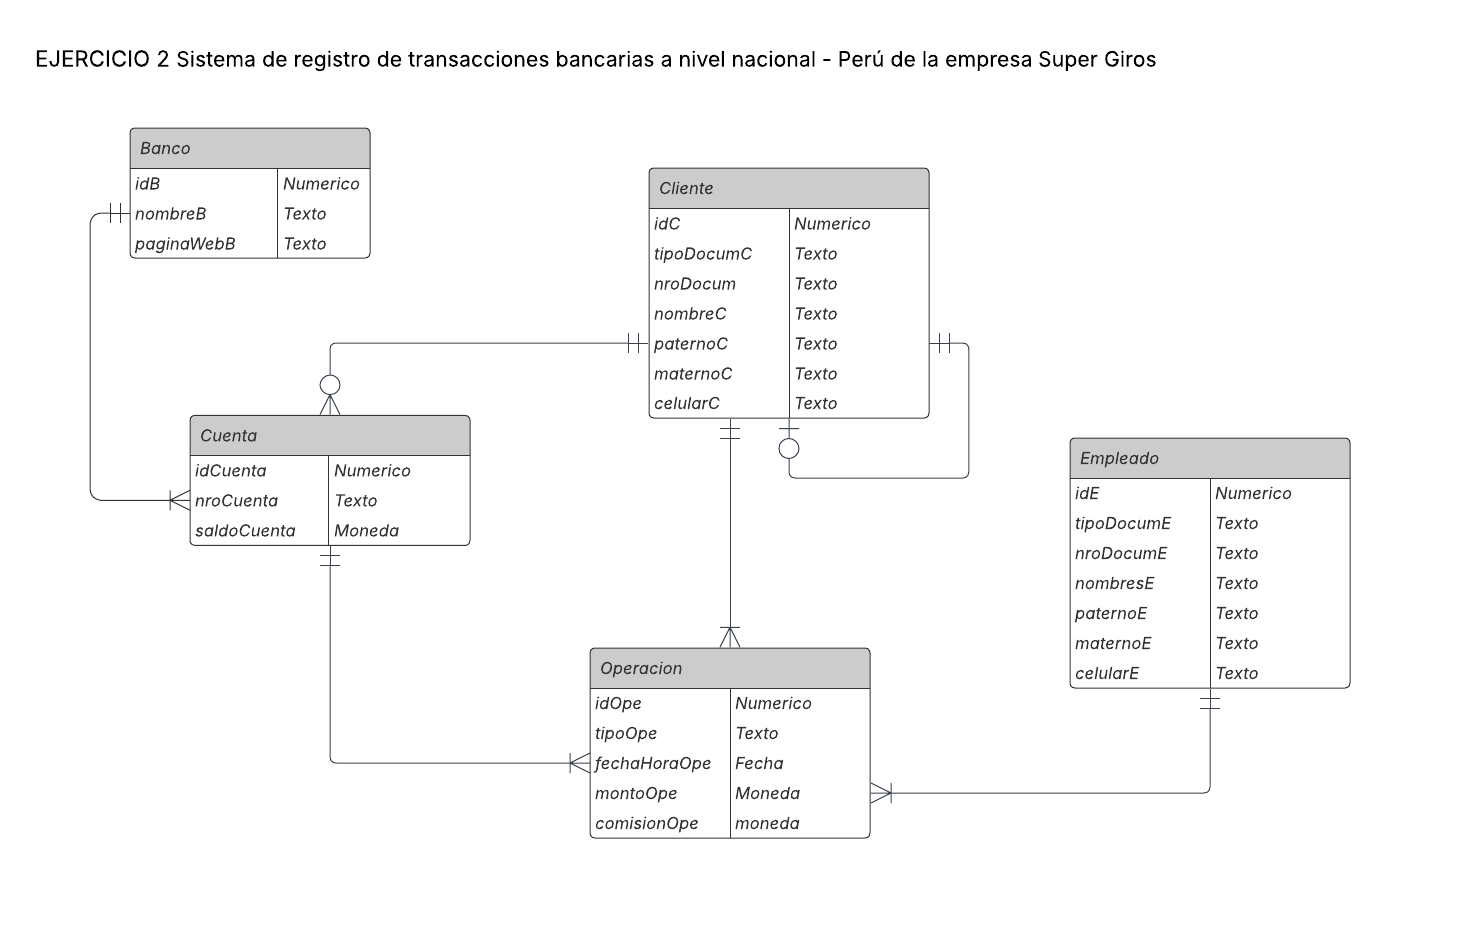 EJERCICIO 2 Sistema de registro de transacciones bancarias a nivel nacional - Perú de la empresa Super Giros
Banco
idB Numerico
nombreB Texto
paginaWebB Texto
Cliente
idC Numerico
tipoDocumC Texto
nroDocum Texto
nombreC Texto
paternoC Texto
maternoC Texto
celularC Texto
Cuenta
idCuenta Numerico
nroCuenta Texto
saldoCuenta Moneda
Empleado
idE Numerico
tipoDocumE Texto
nroDocumE Texto
nombresE Texto
paternoE Texto
maternoE Texto
celularE Texto
Operacion
idOpe Numerico
tipoOpe Texto
fechaHoraOpe Fecha
montoOpe Moneda
comisionOpe moneda